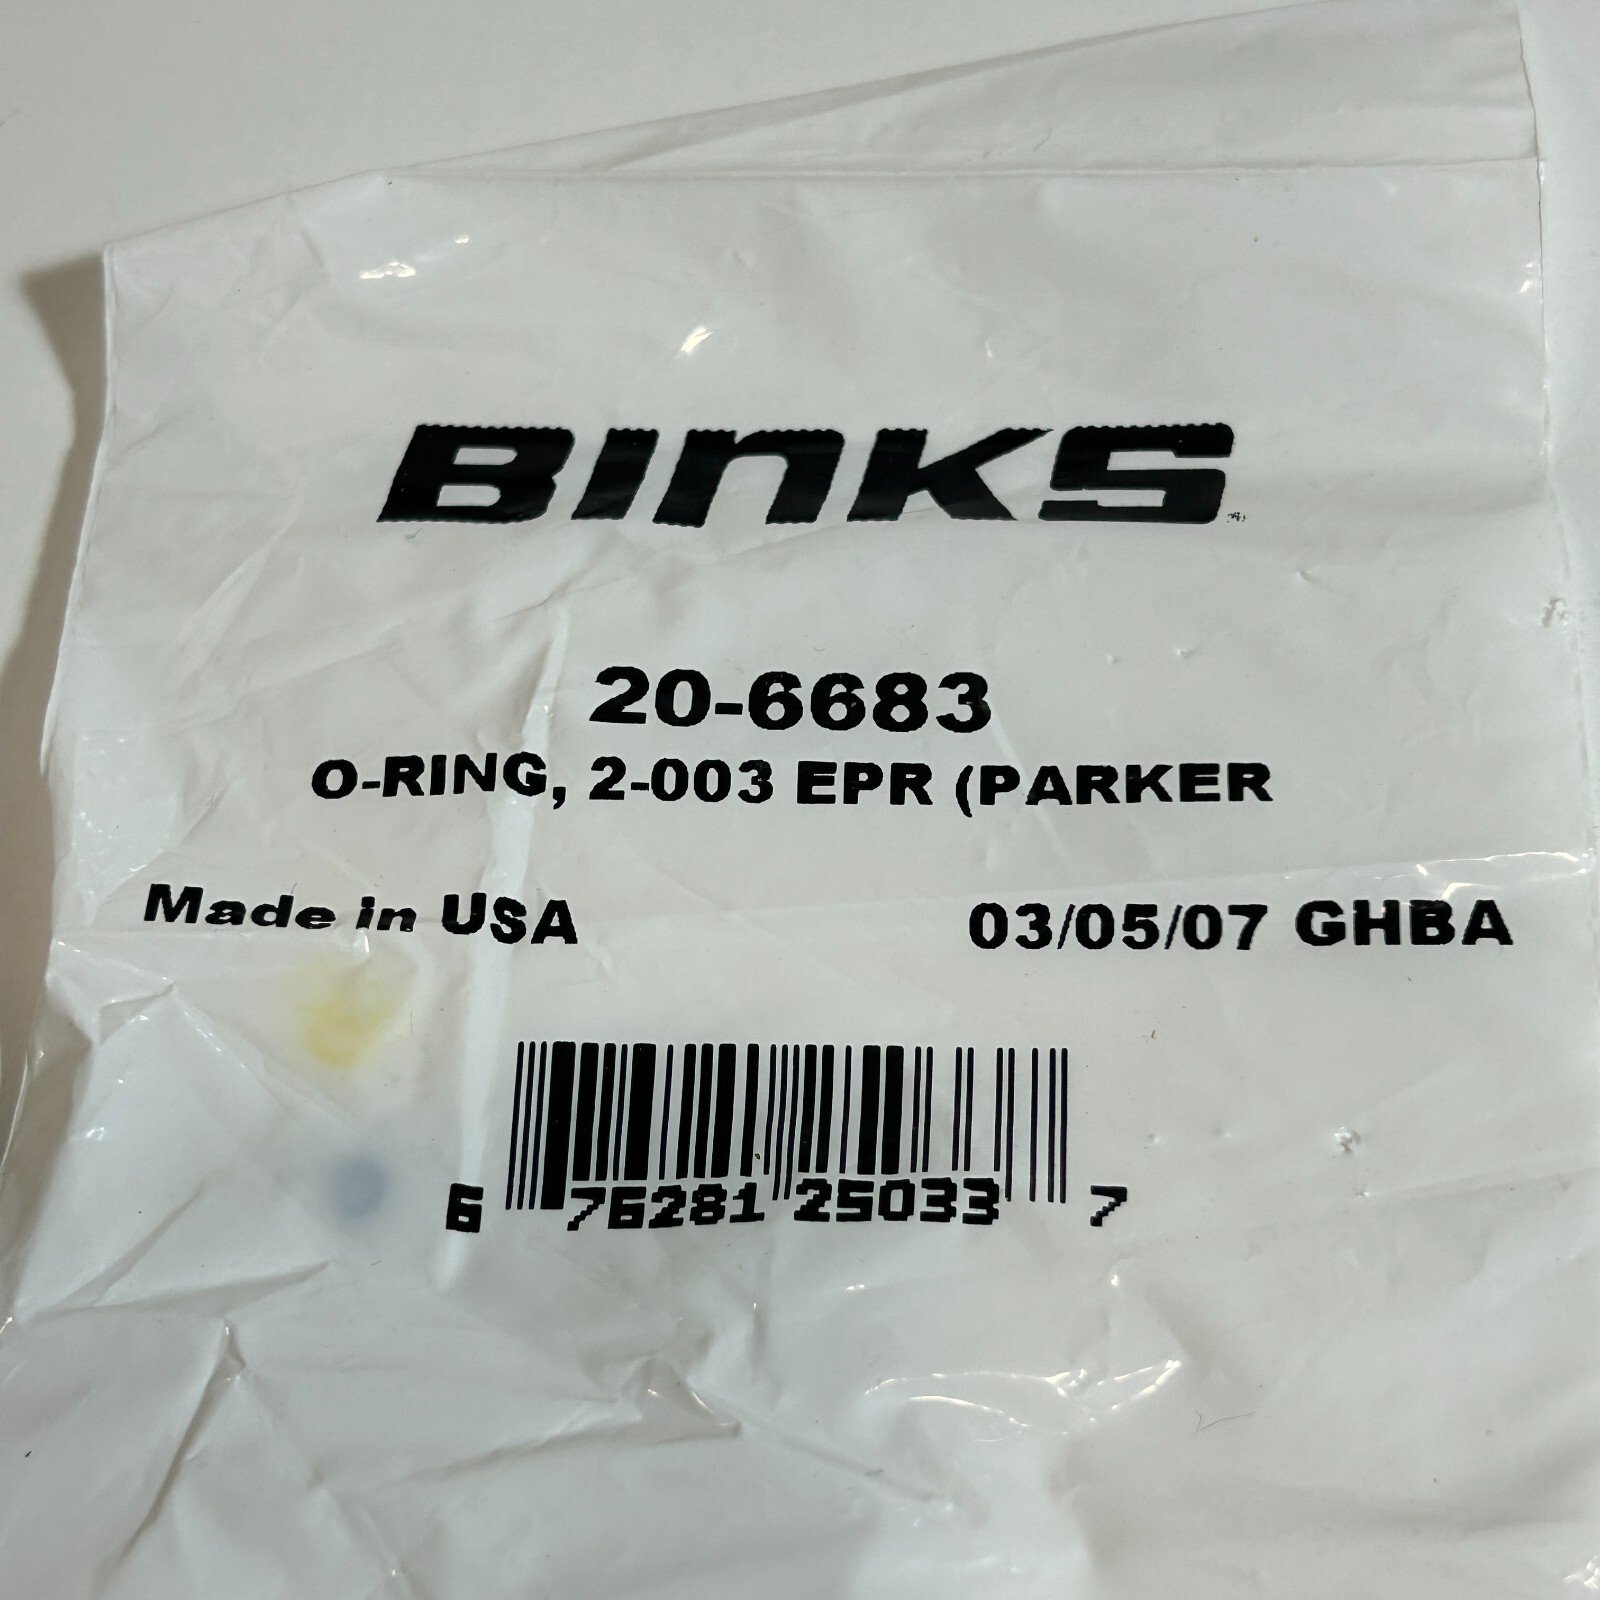 BINKS
20-6683
O-RING, 2-003 EPR (PARKER
Made in USA 03/05/07 GHBA
6 76281 25033 7